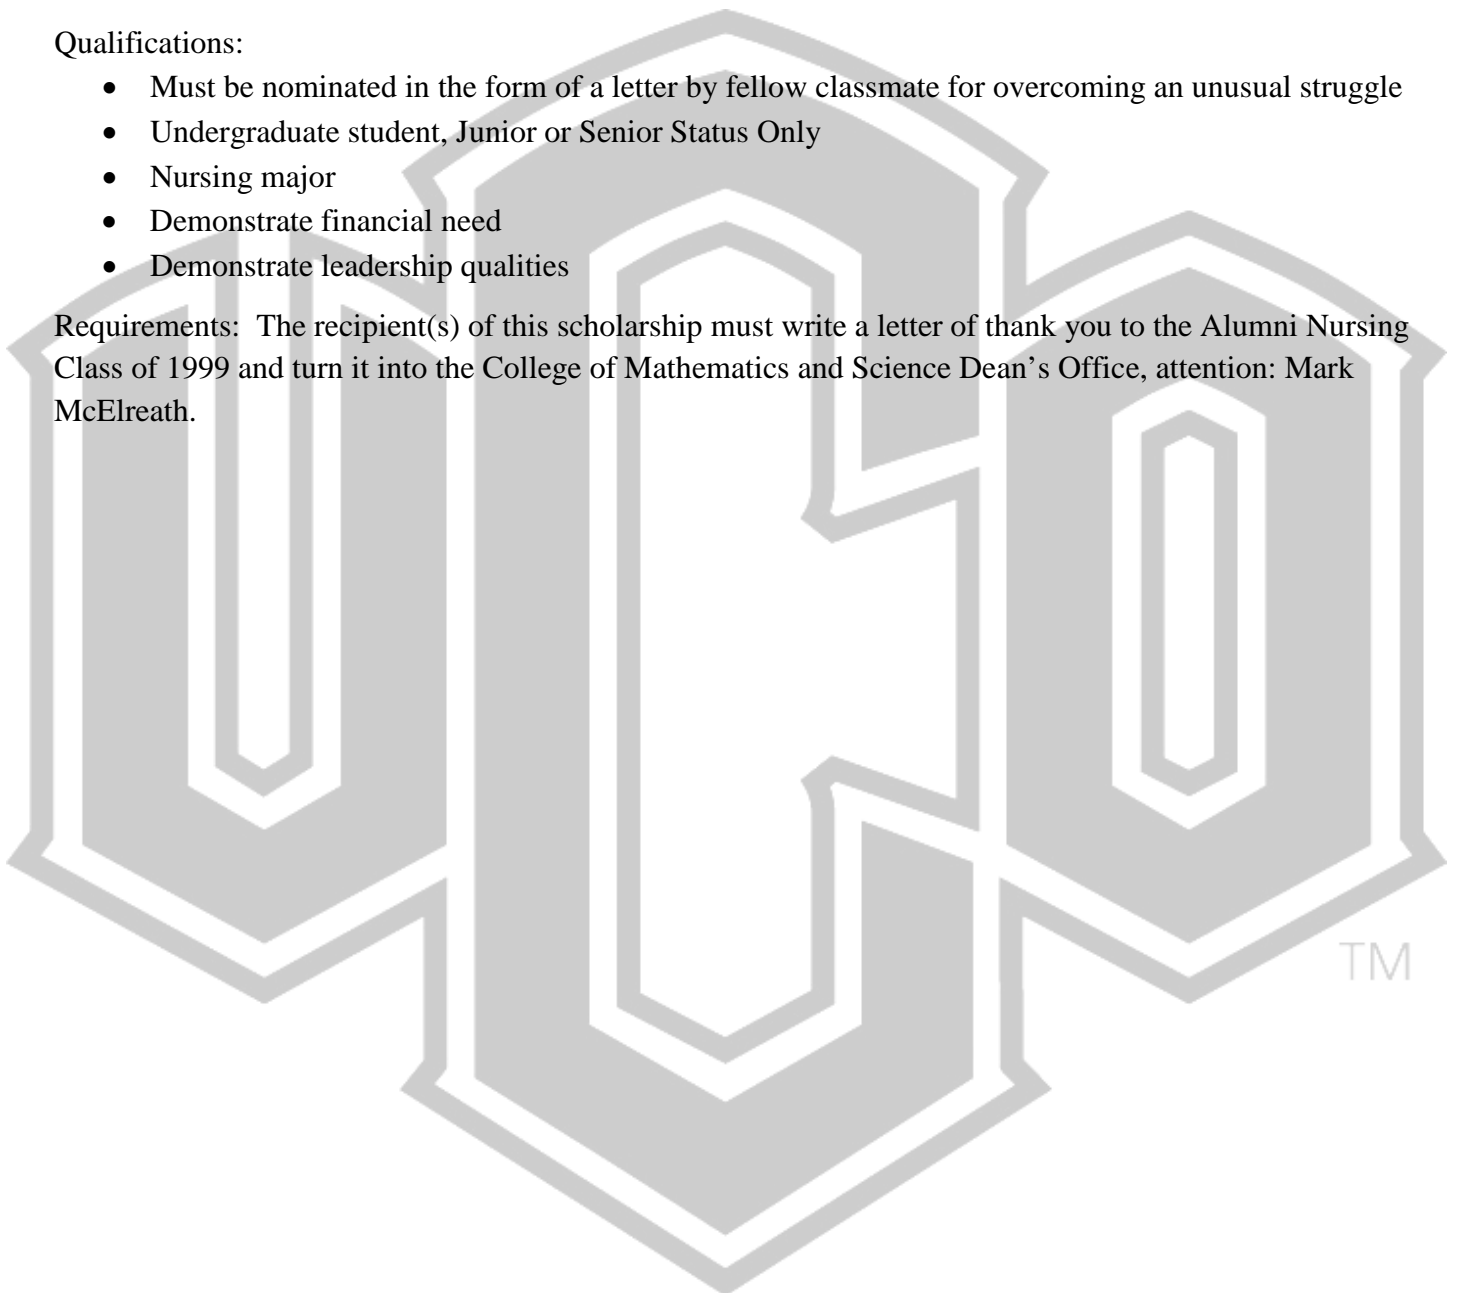 Qualifications:
• Must be nominated in the form of a letter by fellow classmate for overcoming an unusual struggle
• Undergraduate student, Junior or Senior Status Only
• Nursing major
• Demonstrate financial need
• Demonstrate leadership qualities
Requirements:  The recipient(s) of this scholarship must write a letter of thank you to the Alumni Nursing
Class of 1999 and turn it into the College of Mathematics and Science Dean’s Office, attention: Mark
McElreath.
UCO
TM